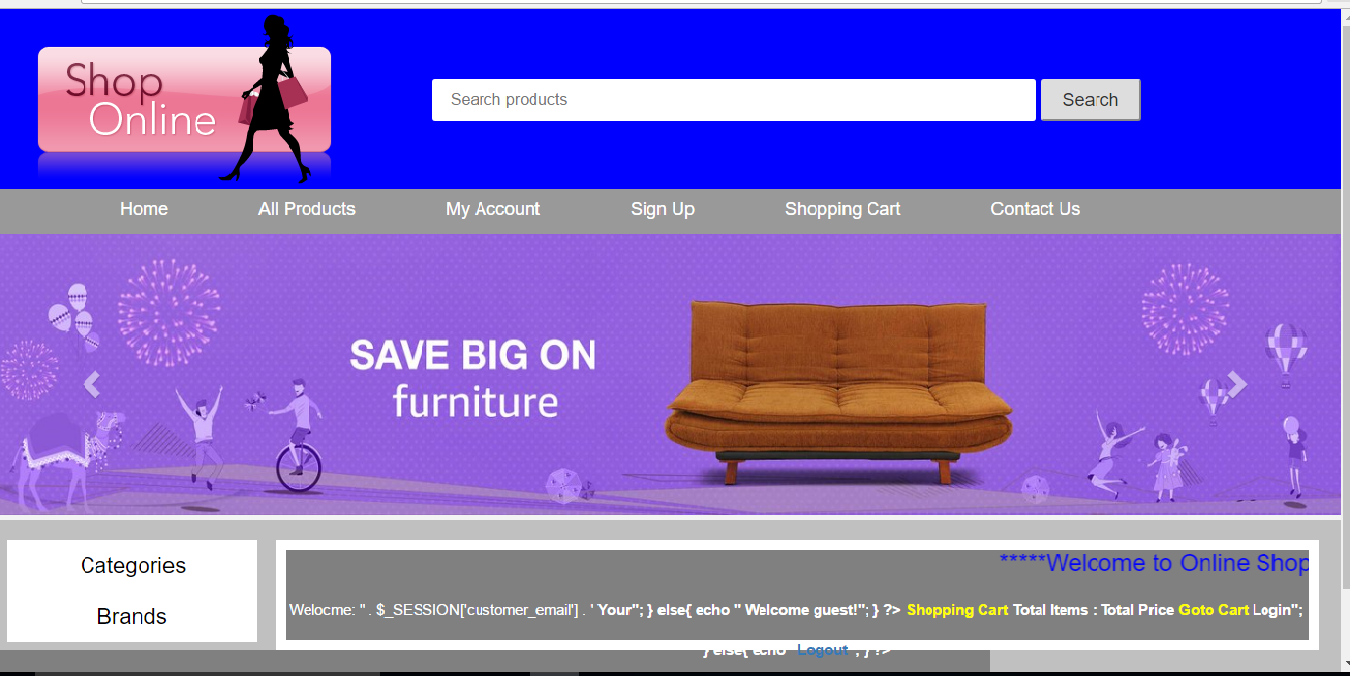 Shop
Online
Search products
Search
Home All Products My Account Sign Up Shopping Cart Contact Us
SAVE BIG ON
furniture
Categories
Brands
*****Welcome to Online Shop
Welocme: " . $_SESSION['customer_email'] . ' Your"; } else{ echo " Welcome guest!"; } ?> Shopping Cart Total Items : Total Price Goto Cart Login";
} else{ echo "Logout"; } ?>